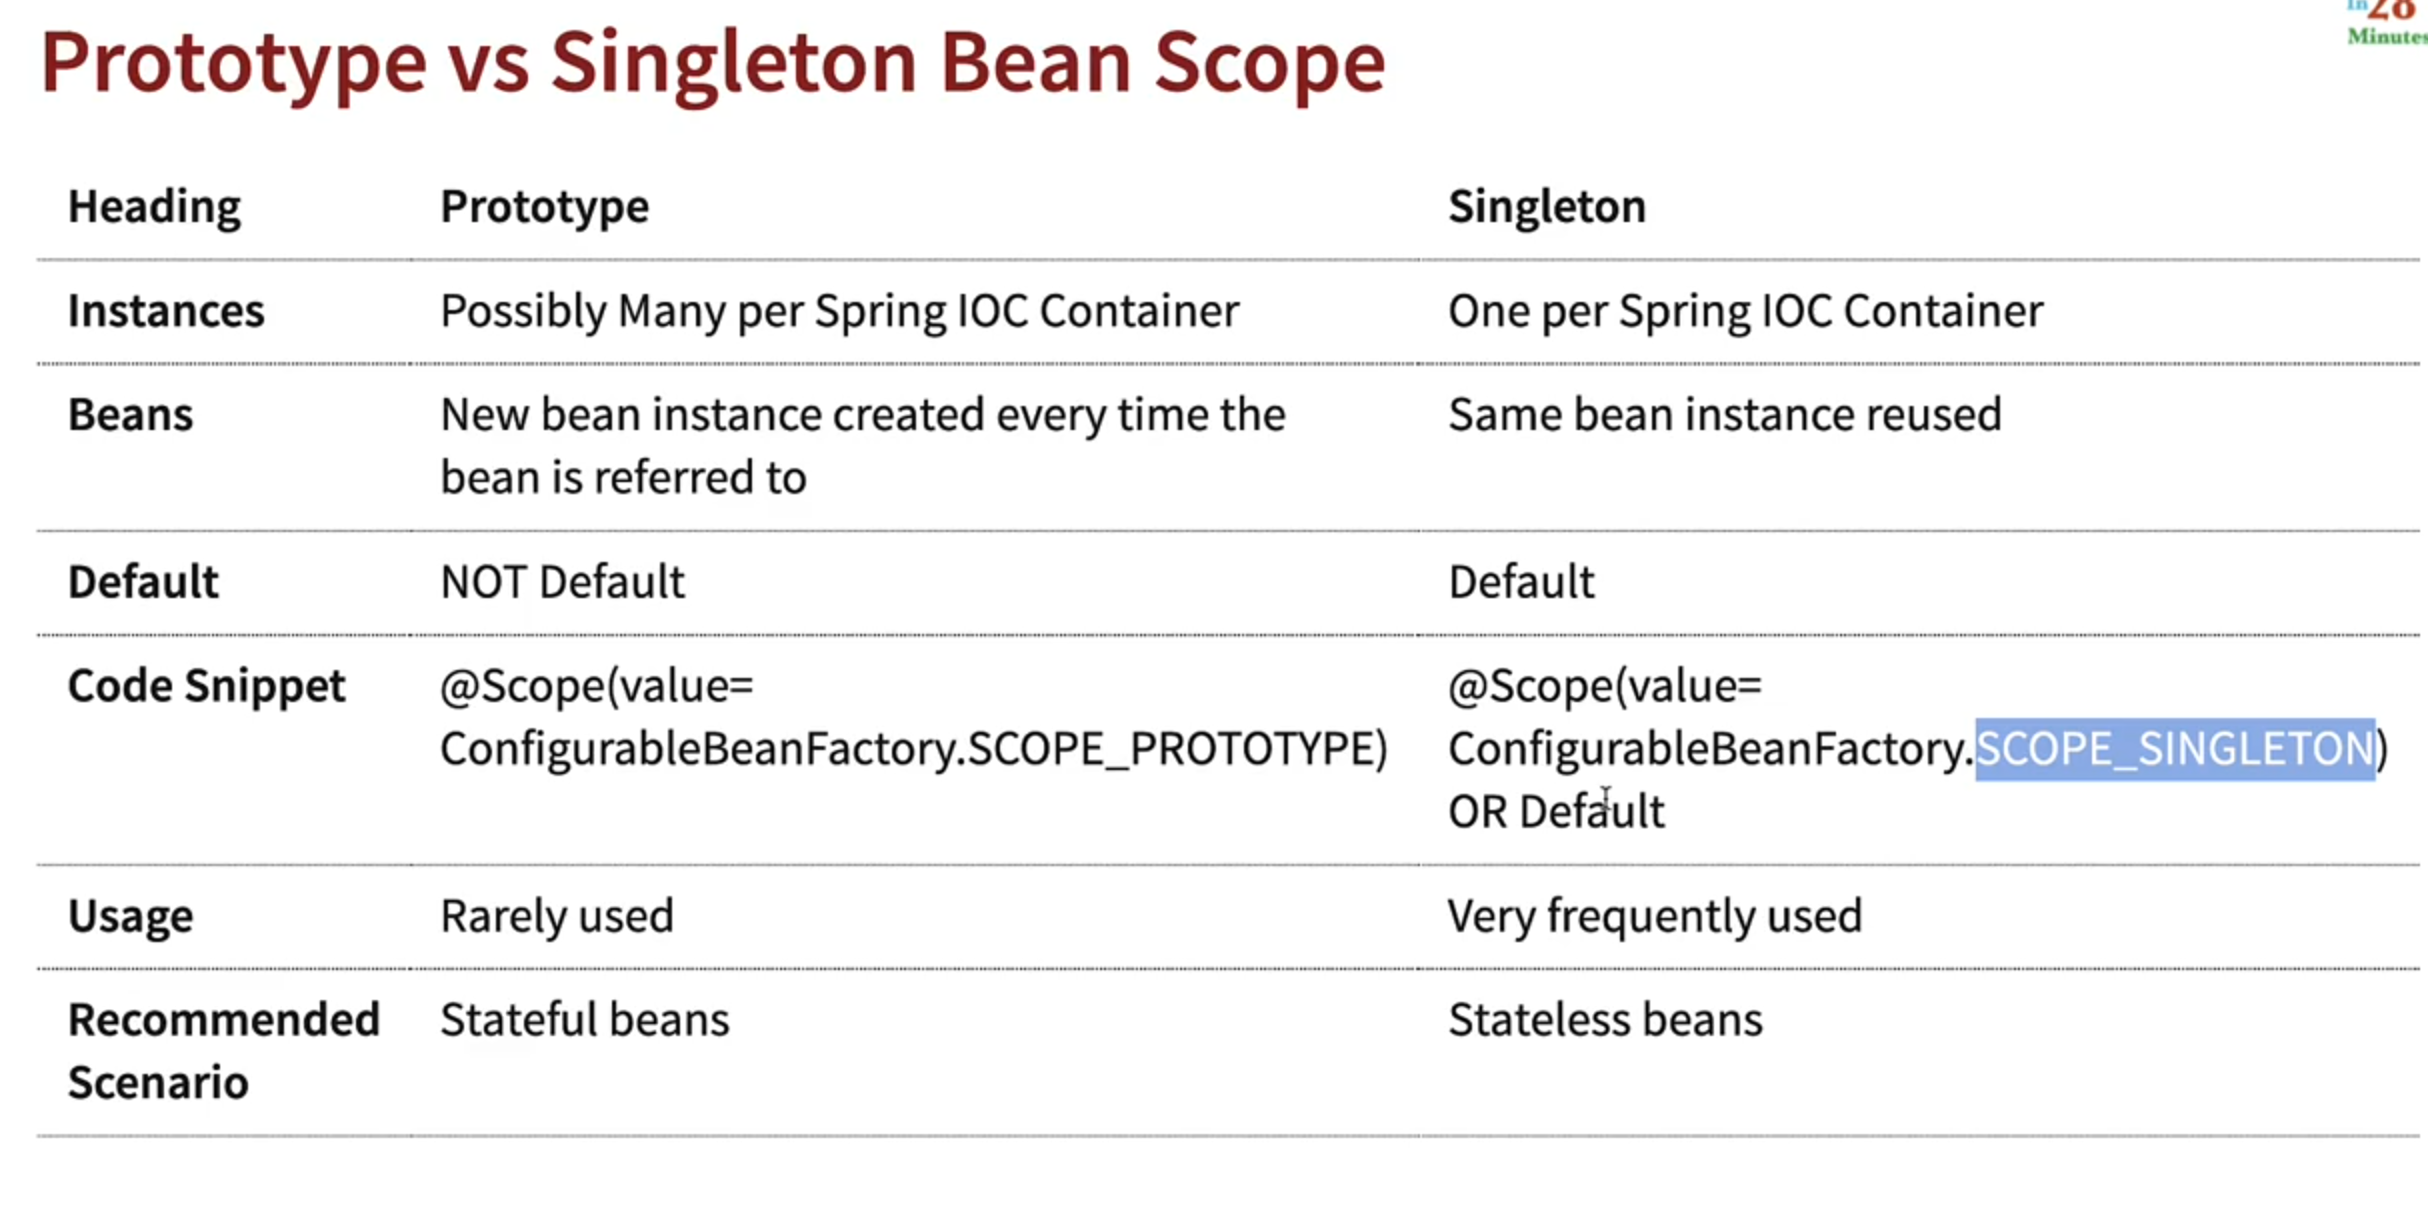 In28
Minutes
Prototype vs Singleton Bean Scope
Heading Prototype Singleton
Instances Possibly Many per Spring IOC Container One per Spring IOC Container
Beans New bean instance created every time the Same bean instance reused
bean is referred to
Default NOT Default Default
Code Snippet @Scope(value= @Scope(value=
ConfigurableBeanFactory.SCOPE_PROTOTYPE) ConfigurableBeanFactory.SCOPE_SINGLETON)
OR Default
Usage Rarely used Very frequently used
Recommended Stateful beans Stateless beans
Scenario